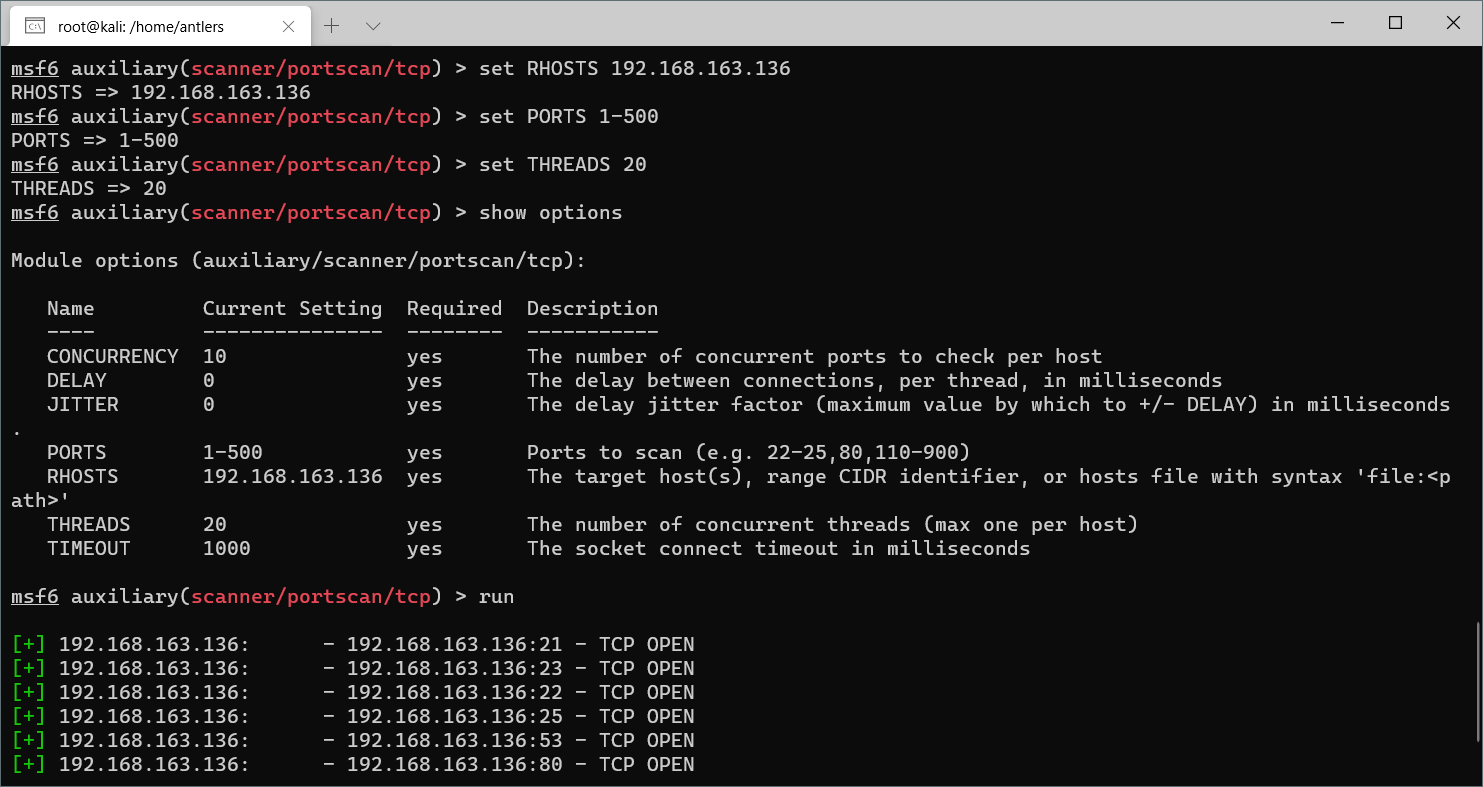 root@kali: /home/antlers
msf6 auxiliary(scanner/portscan/tcp) > set RHOSTS 192.168.163.136
RHOSTS => 192.168.163.136
msf6 auxiliary(scanner/portscan/tcp) > set PORTS 1-500
PORTS => 1-500
msf6 auxiliary(scanner/portscan/tcp) > set THREADS 20
THREADS => 20
msf6 auxiliary(scanner/portscan/tcp) > show options
Module options (auxiliary/scanner/portscan/tcp):
   Name         Current Setting  Required  Description
   ----         ---------------  --------  -----------
   CONCURRENCY  10               yes       The number of concurrent ports to check per host
   DELAY        0                yes       The delay between connections, per thread, in milliseconds
   JITTER       0                yes       The delay jitter factor (maximum value by which to +/- DELAY) in milliseconds
.
   PORTS        1-500            yes       Ports to scan (e.g. 22-25,80,110-900)
   RHOSTS       192.168.163.136  yes       The target host(s), range CIDR identifier, or hosts file with syntax 'file:<p
ath>'
   THREADS      20               yes       The number of concurrent threads (max one per host)
   TIMEOUT      1000             yes       The socket connect timeout in milliseconds
msf6 auxiliary(scanner/portscan/tcp) > run
[+] 192.168.163.136:      - 192.168.163.136:21 - TCP OPEN
[+] 192.168.163.136:      - 192.168.163.136:23 - TCP OPEN
[+] 192.168.163.136:      - 192.168.163.136:22 - TCP OPEN
[+] 192.168.163.136:      - 192.168.163.136:25 - TCP OPEN
[+] 192.168.163.136:      - 192.168.163.136:53 - TCP OPEN
[+] 192.168.163.136:      - 192.168.163.136:80 - TCP OPEN